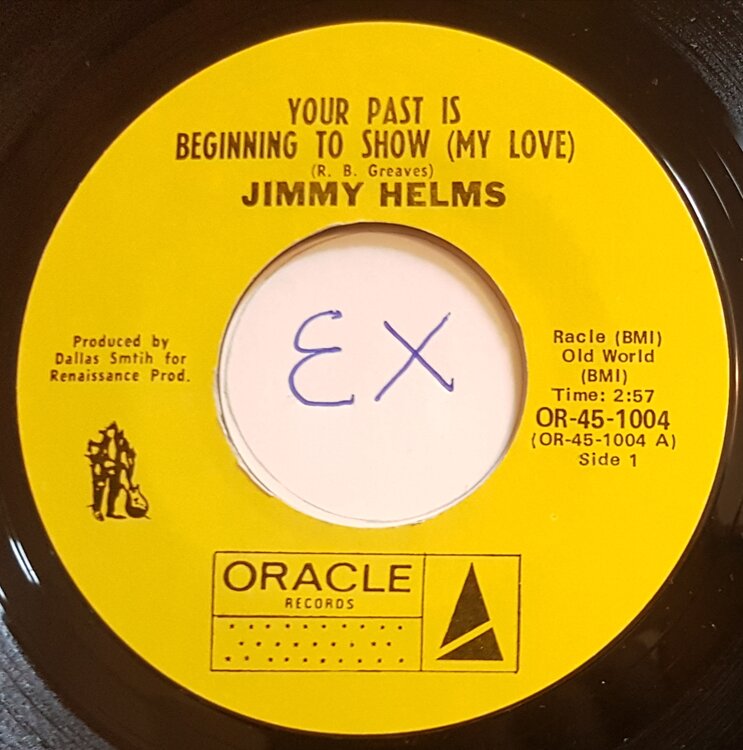 YOUR PAST IS
BEGINNING TO SHOW (MY LOVE)
(R. B. Greaves)
JIMMY HELMS
EX
Produced by
Dallas Smtih for
Renaissance Prod.
Racle (BMI)
Old World
(BMI)
Time: 2:57
OR-45-1004
(OR-45-1004 A)
Side 1
ORACLE
RECORDS